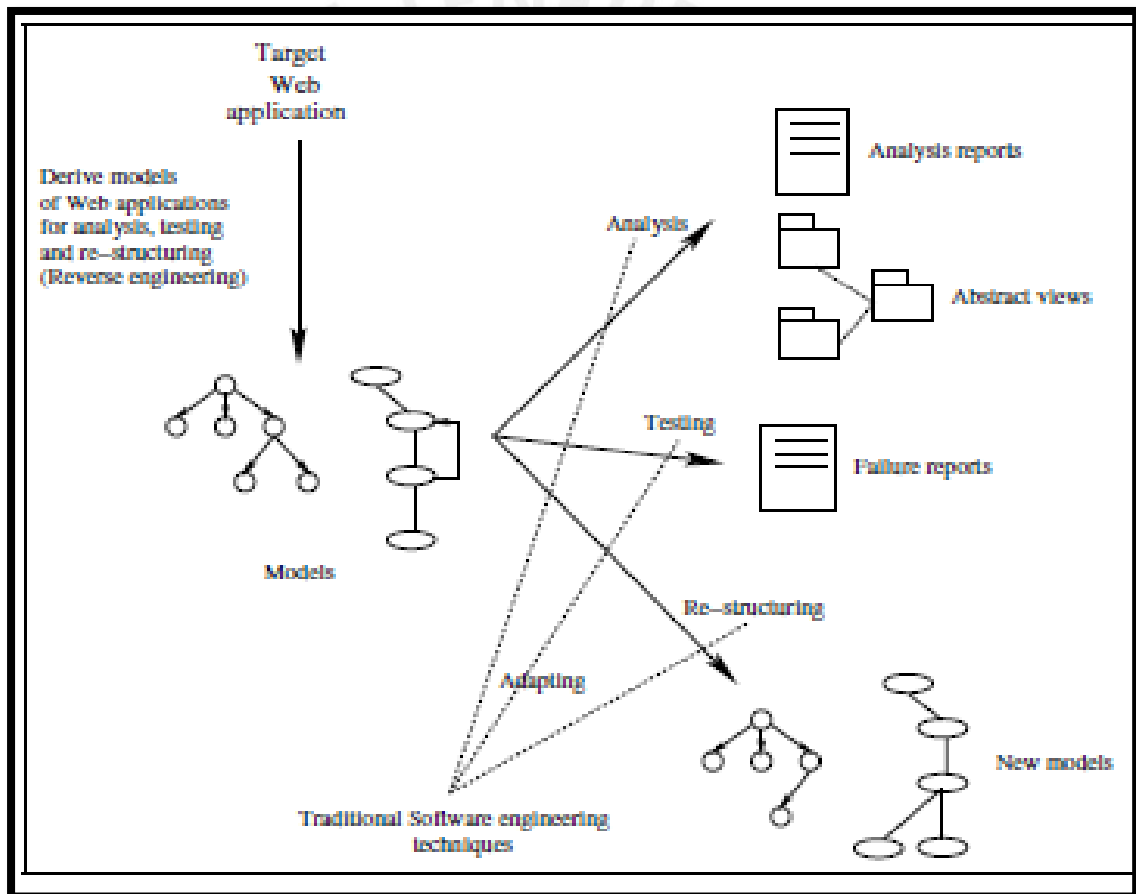 Target
Web
application
Derive models
of Web applications
for analysis, testing
and re–structuring
(Reverse engineering)
Analysis reports
Analysis
Abstract views
Testing
Failure reports
Models
Re–structuring
Adapting
New models
Traditional Software engineering
techniques